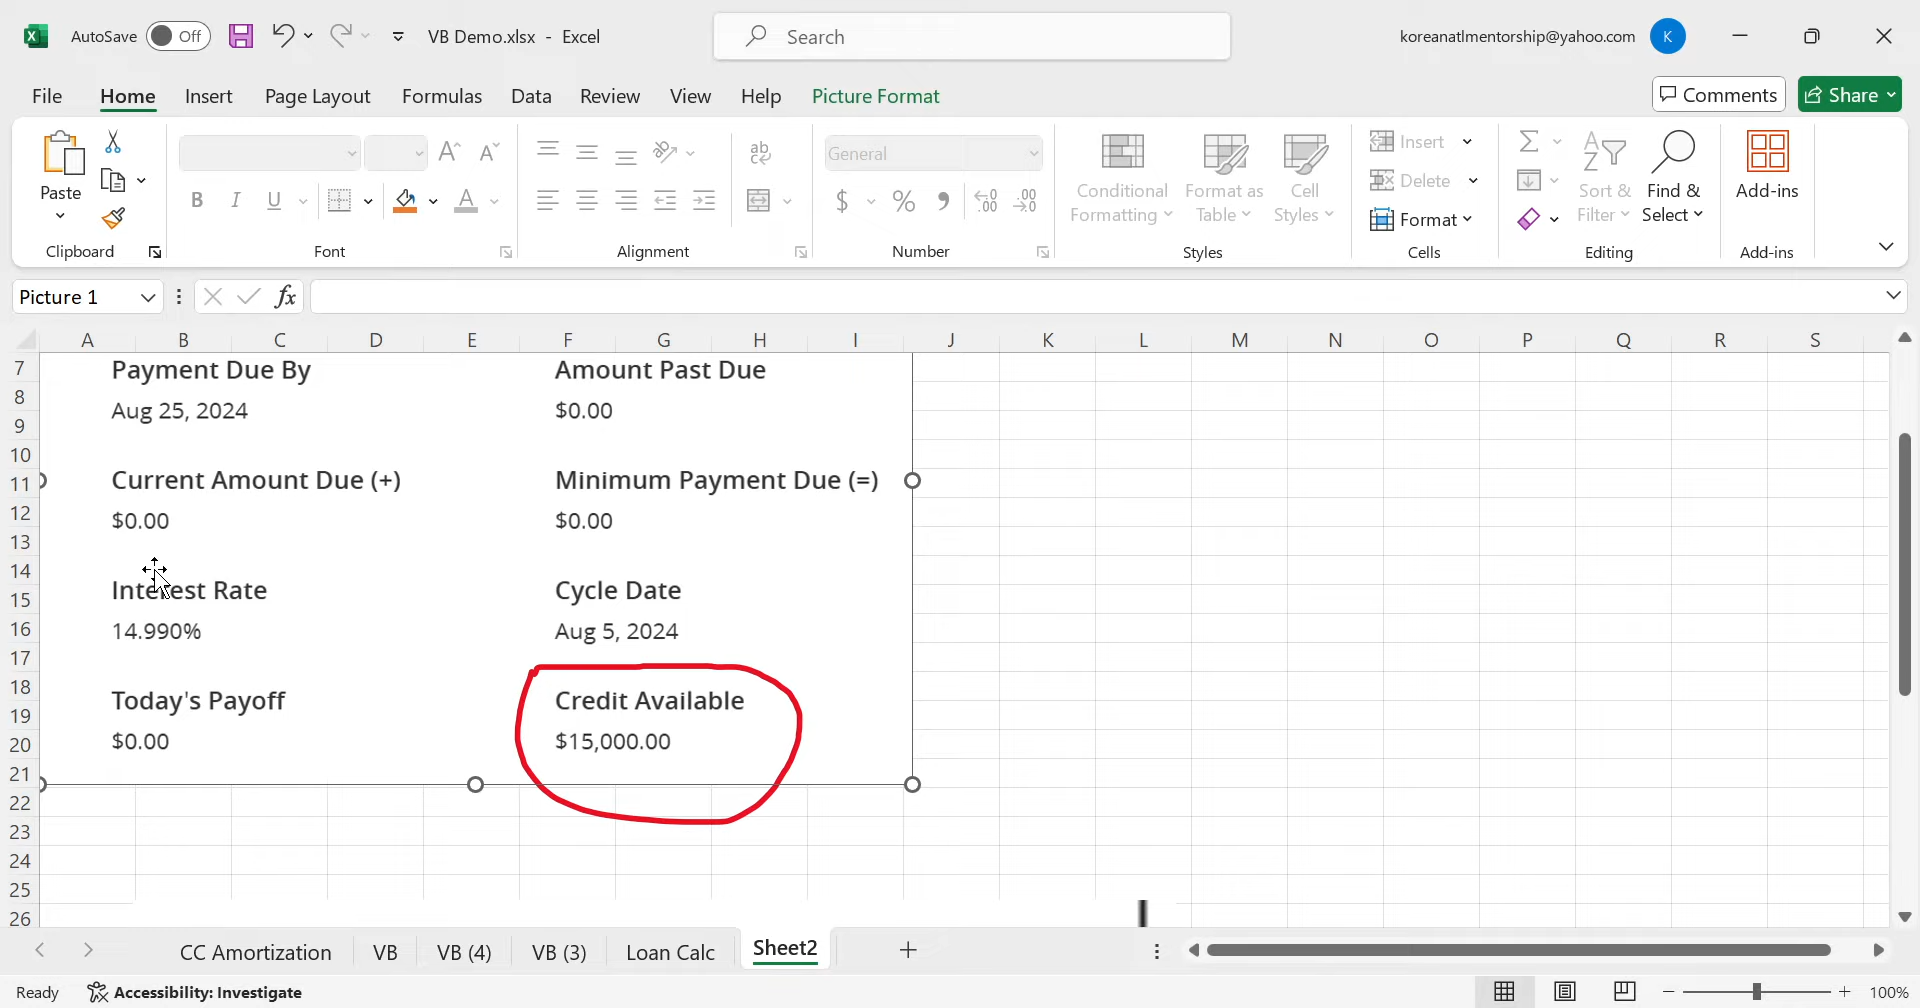 AutoSave Off VB Demo.xlsx - Excel Search koreanatlmentorship@yahoo.com K
File Home Insert Page Layout Formulas Data Review View Help Picture Format Comments Share
Paste
B I U A ab General $ % Conditional Formatting Format as Table Cell Styles Insert Delete Format Sort & Filter Find & Select Add-ins
Clipboard Font Alignment Number Styles Cells Editing Add-ins
Picture 1 fx
A B C D E F G H I J K L M N O P Q R S
7 Payment Due By Amount Past Due
8 Aug 25, 2024 $0.00
9
10
11 Current Amount Due (+) Minimum Payment Due (=)
12 $0.00 $0.00
13
14
15 Interest Rate Cycle Date
16 14.990% Aug 5, 2024
17
18 Today's Payoff Credit Available
19
20 $0.00 $15,000.00
21
22
23
24
25
26
CC Amortization VB VB (4) VB (3) Loan Calc Sheet2
Ready Accessibility: Investigate 100%